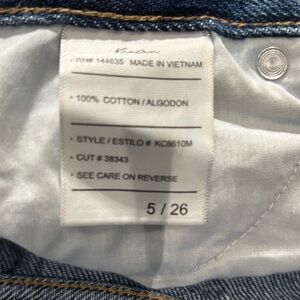 RN# 144635 MADE IN VIETNAM
• 100% COTTON / ALGODON
• STYLE / ESTILO # KC8610M
• CUT # 38343
• SEE CARE ON REVERSE
5 / 26